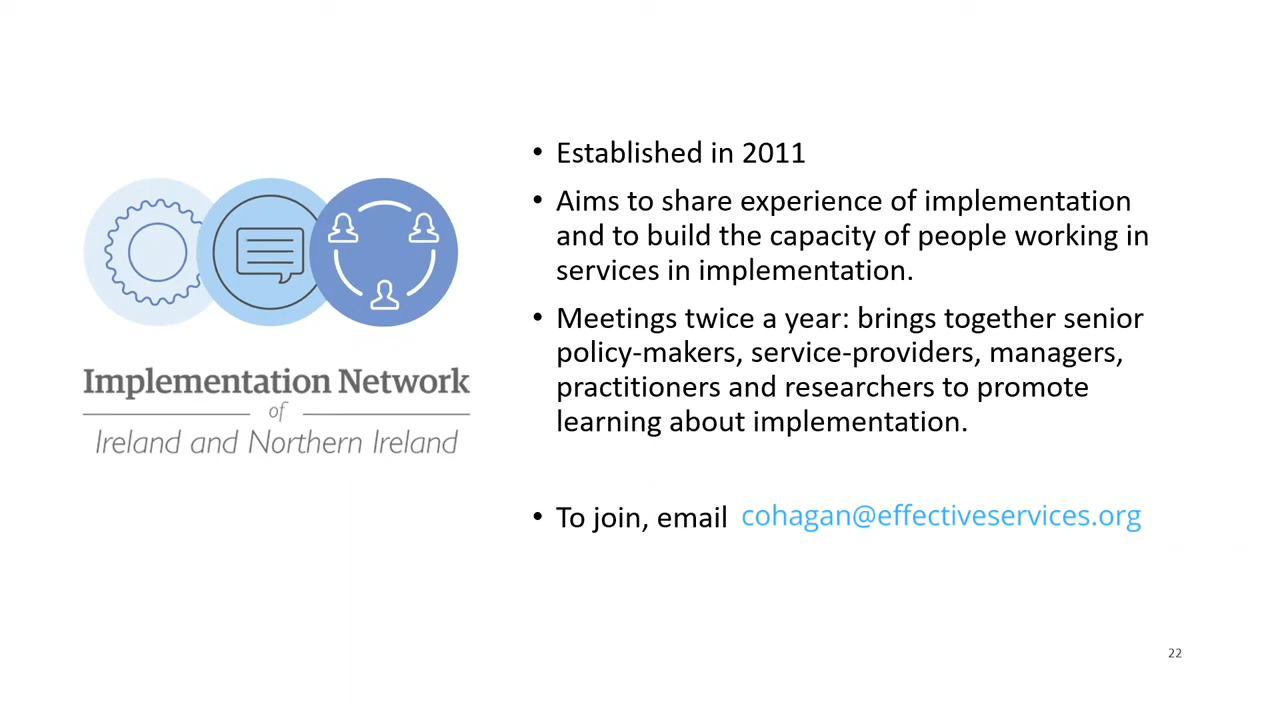 Implementation Network
of
Ireland and Northern Ireland
• Established in 2011
• Aims to share experience of implementation
and to build the capacity of people working in
services in implementation.
• Meetings twice a year: brings together senior
policy-makers, service-providers, managers,
practitioners and researchers to promote
learning about implementation.
• To join, email cohagan@effectiveservices.org
22